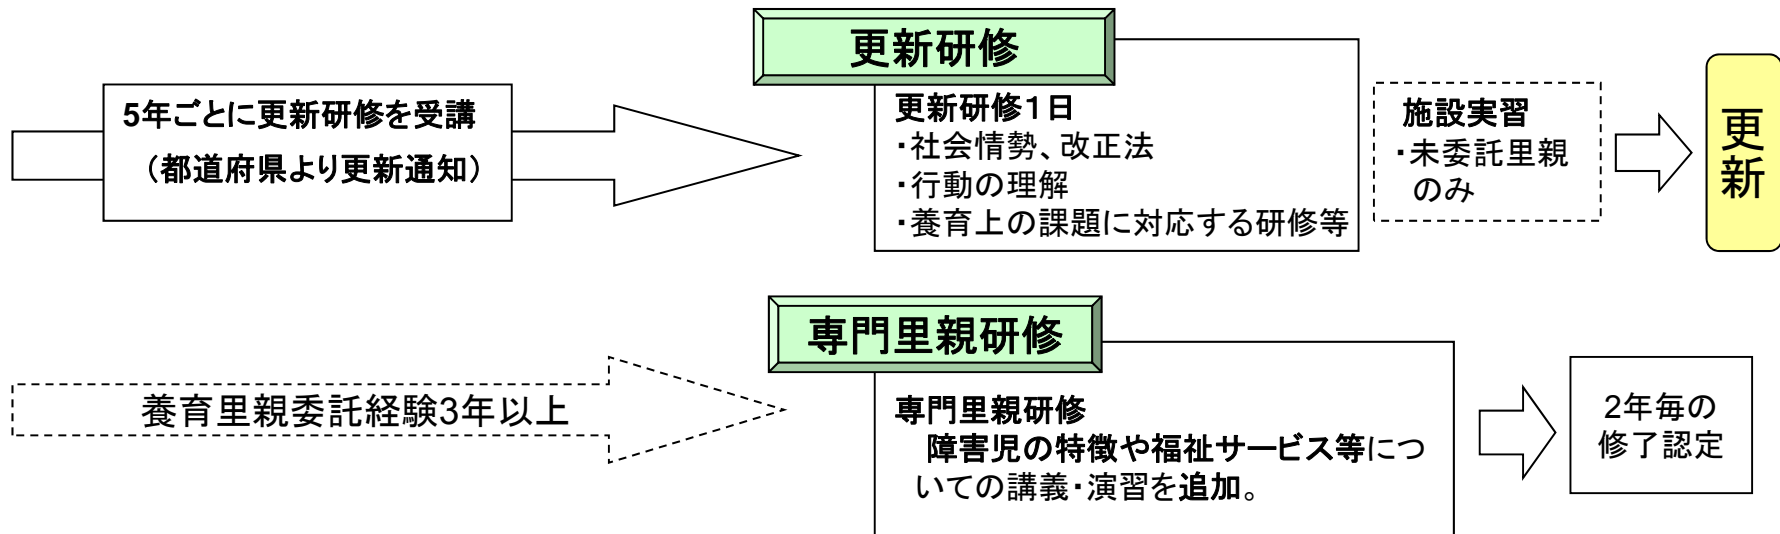 更新研修
5年ごとに更新研修を受講
（都道府県より更新通知）
更新研修1日
・社会情勢、改正法
・行動の理解
・養育上の課題に対応する研修等
施設実習
・未委託里親
のみ
更新
専門里親研修
養育里親委託経験3年以上
専門里親研修
障害児の特徴や福祉サービス等につ
いての講義・演習を追加。
2年毎の
修了認定